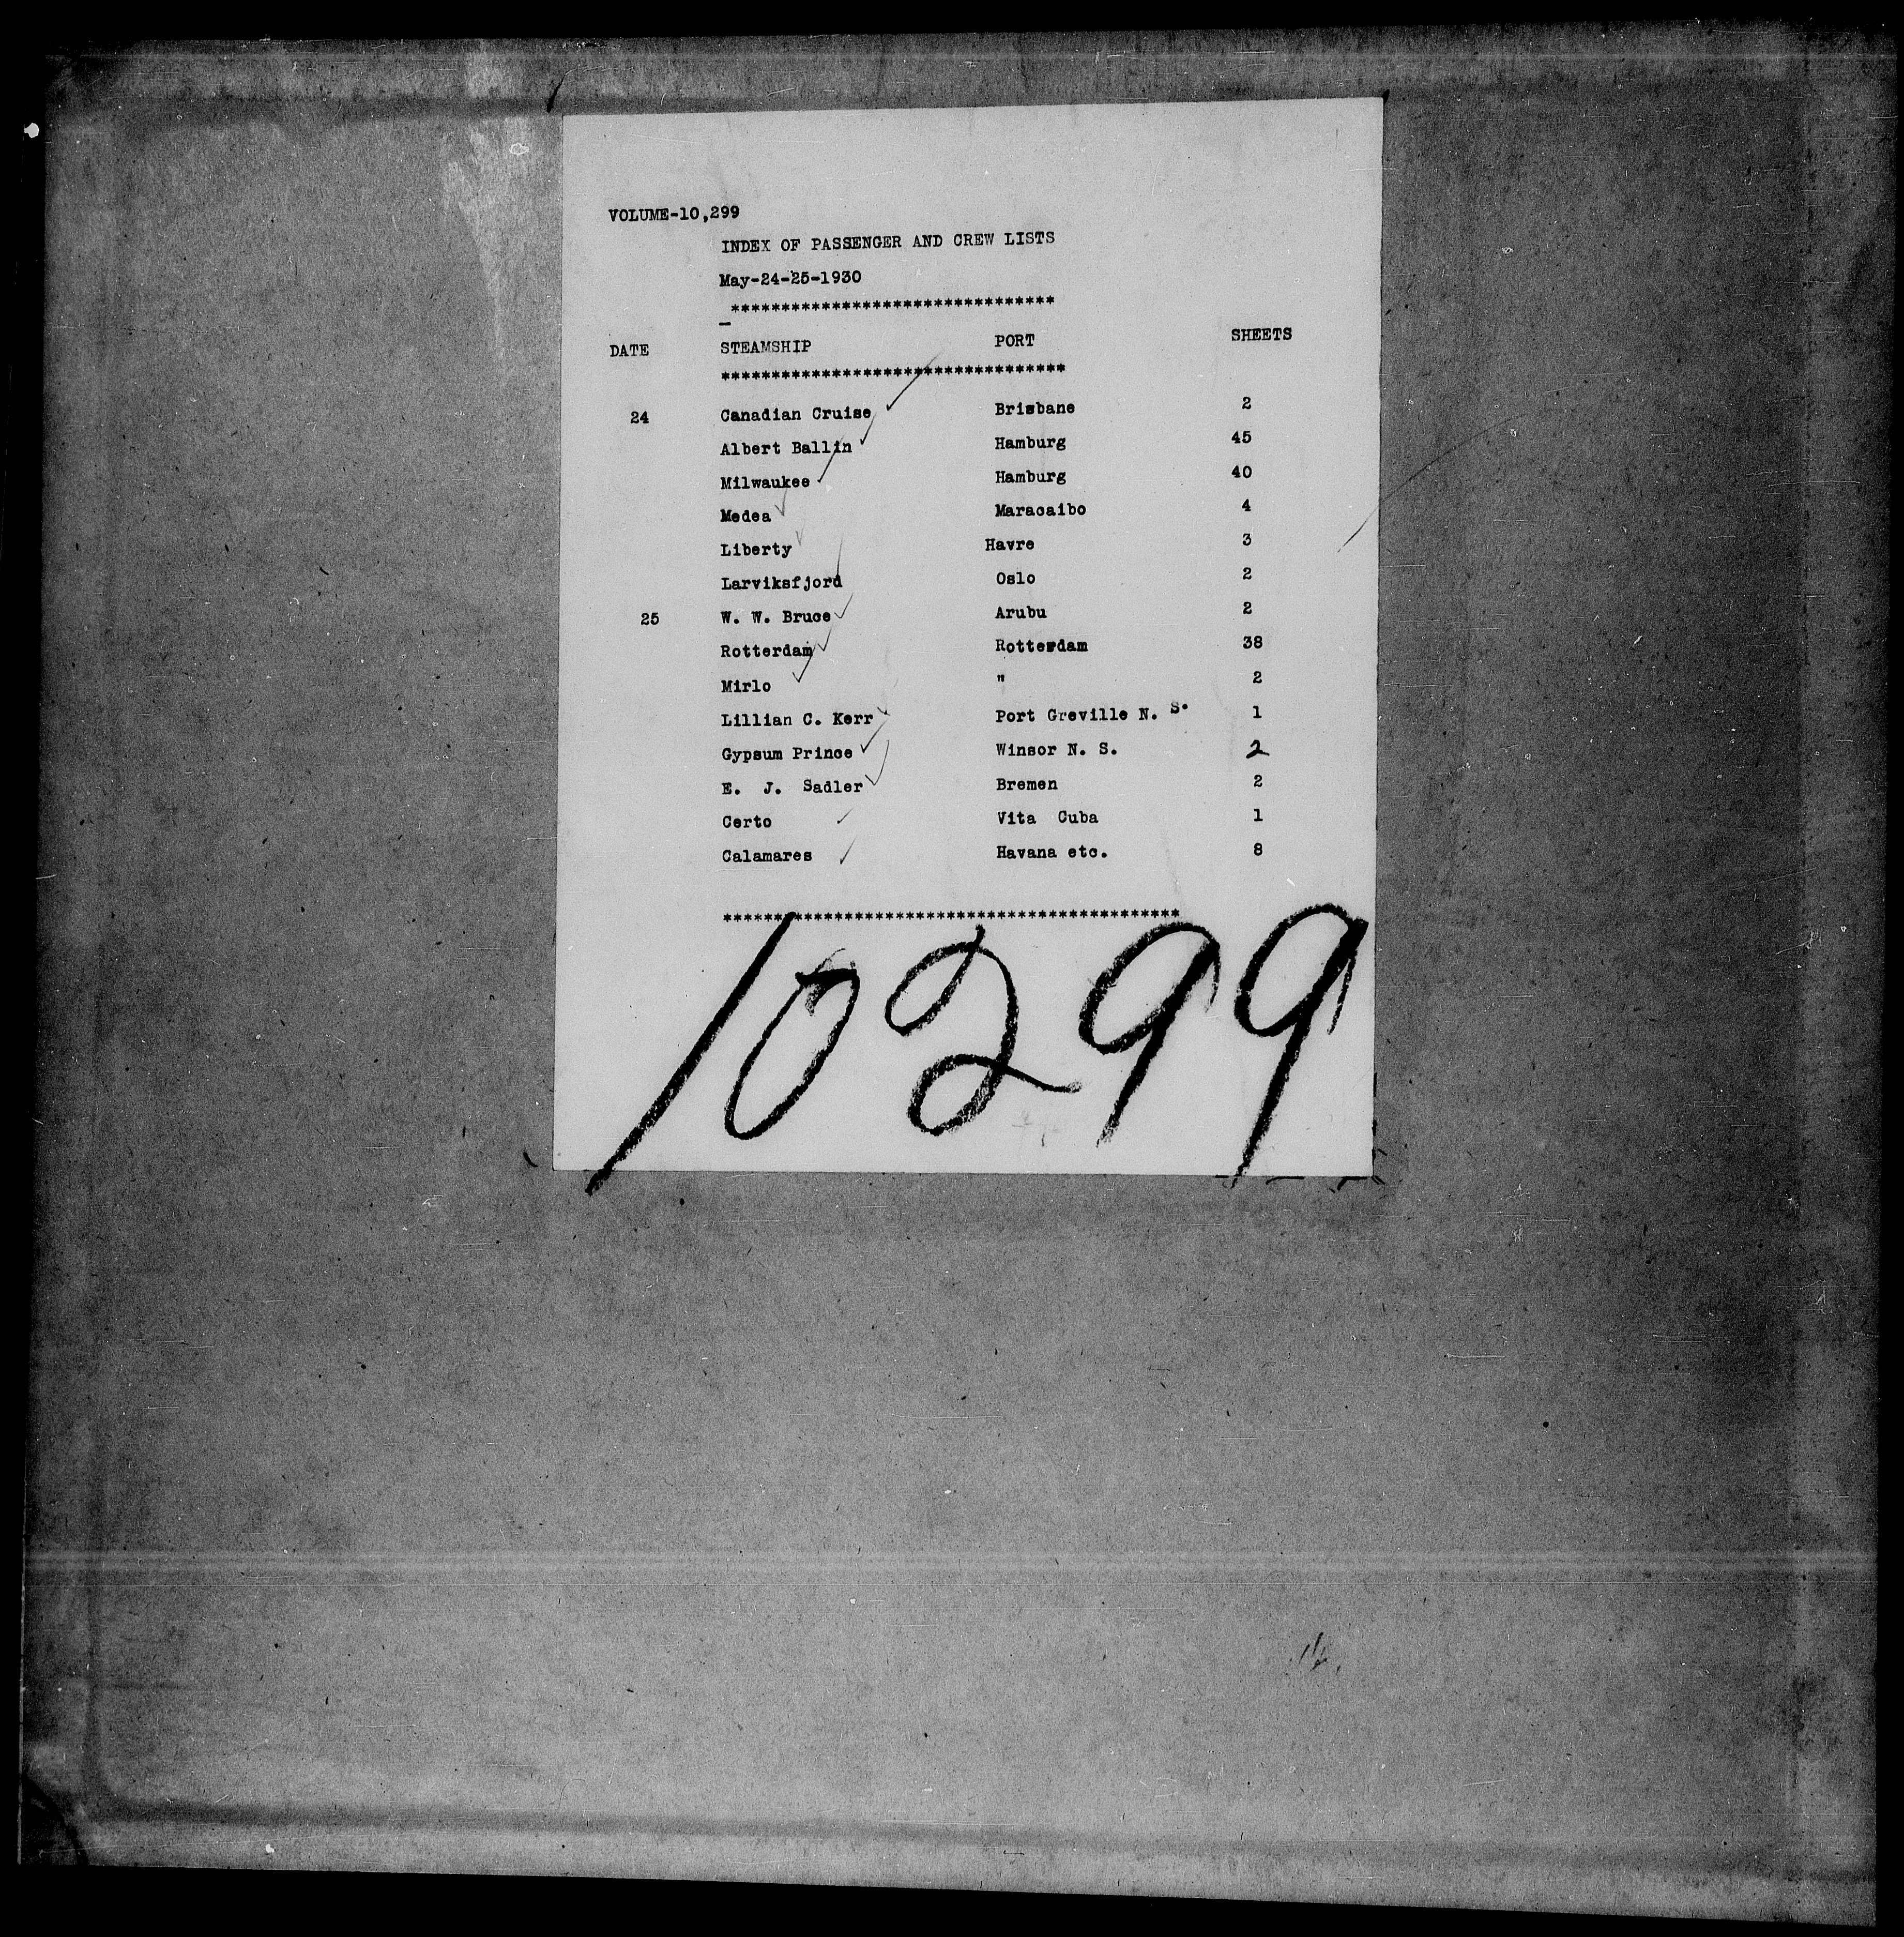 VOLUME-10,299
INDEX OF PASSENGER AND CREW LISTS
May-24-25-1930
_********************************
DATE STEAMSHIP PORT SHEETS
**********************************
24 Canadian Cruise Brisbane 2
Albert Ballin Hamburg 45
Milwaukee Hamburg 40
Medea Maracaibo 4
Liberty Havre 3
Larviksfjord Oslo 2
25 W. W. Bruce Arubu 2
Rotterdam Rotterdam 38
Mirlo " 2
Lillian C. Kerr Port Greville N. S. 1
Gypsum Prince Winsor N. S. 2
E. J. Sadler Bremen 2
Certo Vita Cuba 1
Calamares Havana etc. 8
*********************************************
10299